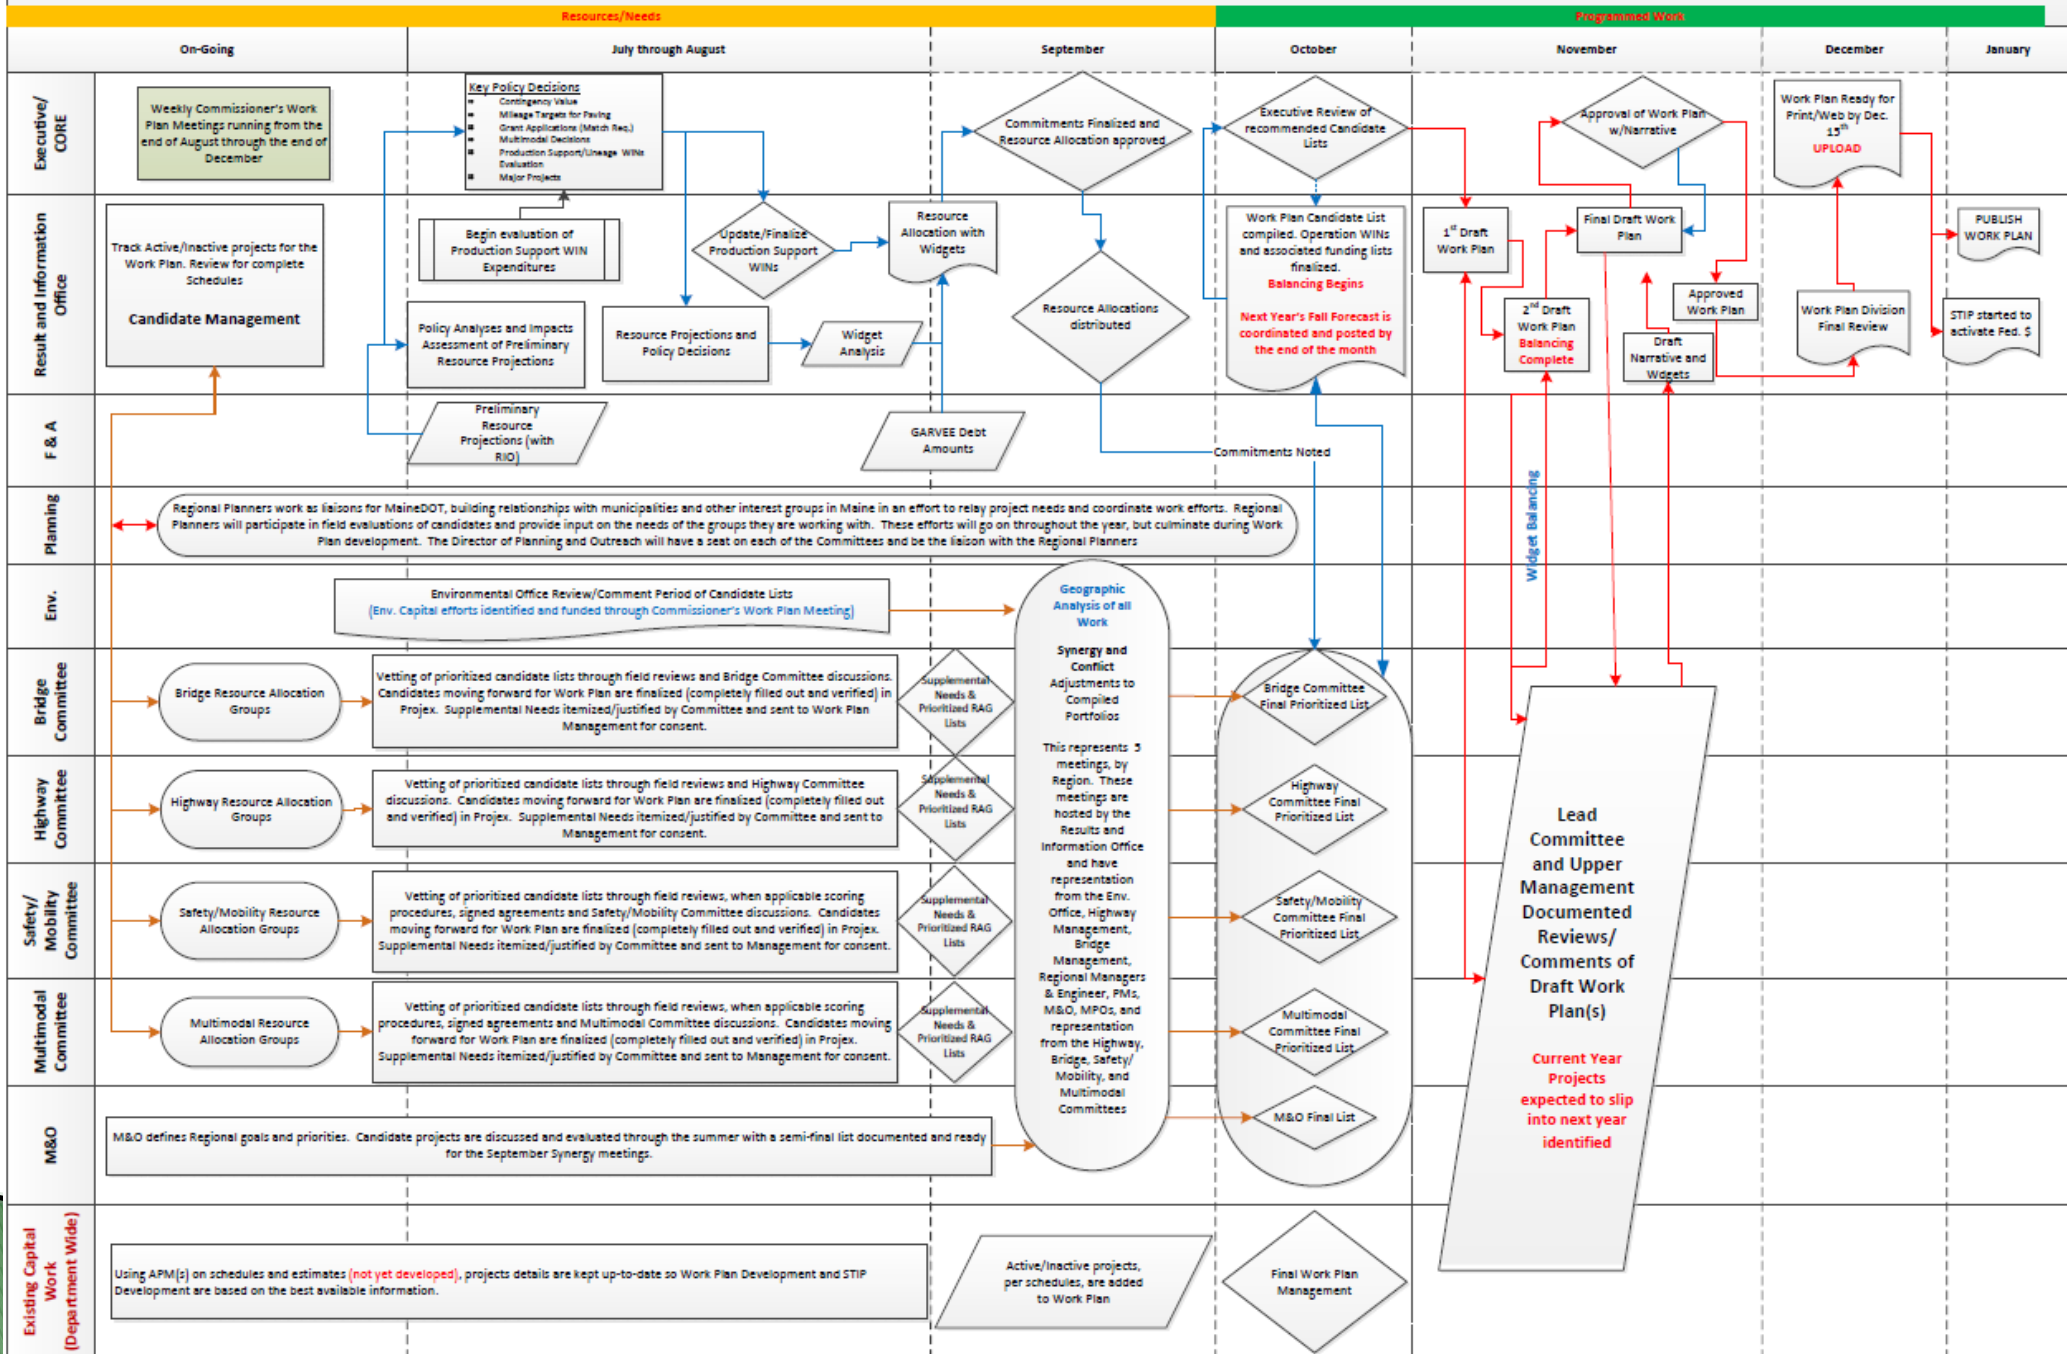 Resources/Needs
Programmed Work
On-Going
July through August
September
October
November
December
January
Executive/
CORE
Weekly Commissioner's Work
Plan Meetings running from the
end of August through the end of
December
Key Policy Decisions
Contingency Value
Mileage Targets for Paving
Grant Applications (Match Req.)
Multimodal Decisions
Production Support/Lineage WINs
Evaluation
Major Projects
Commitments Finalized and
Resource Allocation approved
Executive Review of
recommended Candidate
Lists
Approval of Work Plan
w/Narrative
Work Plan Ready for
Print/Web by Dec.
15th
UPLOAD
Result and Information
Office
Track Active/Inactive projects for the
Work Plan. Review for complete
Schedules
Candidate Management
Begin evaluation of
Production Support WIN
Expenditures
Policy Analyses and Impacts
Assessment of Preliminary
Resource Projections
Update/Finalize
Production Support
WINs
Resource Projections and
Policy Decisions
Widget
Analysis
Resource
Allocation with
Widgets
Resource Allocations
distributed
Work Plan Candidate List
compiled. Operation WINs
and associated funding lists
finalized.
Balancing Begins
Next Year's Fall Forecast is
coordinated and posted by
the end of the month
1st Draft
Work Plan
2nd Draft
Work Plan
Balancing
Complete
Final Draft Work
Plan
Approved
Work Plan
Draft
Narrative and
Wdgets
Work Plan Division
Final Review
PUBLISH
WORK PLAN
STIP started to
activate Fed. $
F & A
Preliminary
Resource
Projections (with
RIO)
GARVEE Debt
Amounts
Commitments Noted
Widget Balancing
Planning
Regional Planners work as liaisons for MaineDOT, building relationships with municipalities and other interest groups in Maine in an effort to relay project needs and coordinate work efforts. Regional
Planners will participate in field evaluations of candidates and provide input on the needs of the groups they are working with. These efforts will go on throughout the year, but culminate during Work
Plan development. The Director of Planning and Outreach will have a seat on each of the Committees and be the liaison with the Regional Planners
Env.
Environmental Office Review/Comment Period of Candidate Lists
(Env. Capital efforts identified and funded through Commissioner's Work Plan Meeting)
Geographic
Analysis of all
Work
Synergy and
Conflict
Adjustments to
Compiled
Portfolios
This represents 5
meetings, by
Region. These
meetings are
hosted by the
Results and
Information Office
and have
representation
from the Env.
Office, Highway
Management,
Bridge
Management,
Regional Managers
& Engineer, PMs,
M&O, MPOs, and
representation
from the Highway,
Bridge, Safety/
Mobility, and
Multimodal
Committees
Bridge
Committee
Bridge Resource Allocation
Groups
Vetting of prioritized candidate lists through field reviews and Bridge Committee discussions.
Candidates moving forward for Work Plan are finalized (completely filled out and verified) in
Projex. Supplemental Needs itemized/justified by Committee and sent to Work Plan
Management for consent.
Supplemental
Needs &
Prioritized RAG
Lists
Bridge Committee
Final Prioritized List
Highway
Committee
Highway Resource Allocation
Groups
Vetting of prioritized candidate lists through field reviews and Highway Committee
discussions. Candidates moving forward for Work Plan are finalized (completely filled out
and verified) in Projex. Supplemental Needs itemized/justified by Committee and sent to
Management for consent.
Supplemental
Needs &
Prioritized RAG
Lists
Highway
Committee Final
Prioritized List
Safety/
Mobility
Committee
Safety/Mobility Resource
Allocation Groups
Vetting of prioritized candidate lists through field reviews, when applicable scoring
procedures, signed agreements and Safety/Mobility Committee discussions. Candidates
moving forward for Work Plan are finalized (completely filled out and verified) in Projex.
Supplemental Needs itemized/justified by Committee and sent to Management for consent.
Supplemental
Needs &
Prioritized RAG
Lists
Safety/Mobility
Committee Final
Prioritized List
Multimodal
Committee
Multimodal Resource
Allocation Groups
Vetting of prioritized candidate lists through field reviews, when applicable scoring
procedures, signed agreements and Multimodal Committee discussions. Candidates moving
forward for Work Plan are finalized (completely filled out and verified) in Projex.
Supplemental Needs itemized/justified by Committee and sent to Management for consent.
Supplemental
Needs &
Prioritized RAG
Lists
Multimodal
Committee Final
Prioritized List
Lead
Committee
and Upper
Management
Documented
Reviews/
Comments of
Draft Work
Plan(s)
Current Year
Projects
expected to slip
into next year
identified
M&O
M&O defines Regional goals and priorities. Candidate projects are discussed and evaluated through the summer with a semi-final list documented and ready
for the September Synergy meetings.
M&O Final List
Existing Capital
Work
(Department Wide)
Using APM(s) on schedules and estimates (not yet developed), projects details are kept up-to-date so Work Plan Development and STIP
Development are based on the best available information.
Active/Inactive projects,
per schedules, are added
to Work Plan
Final Work Plan
Management